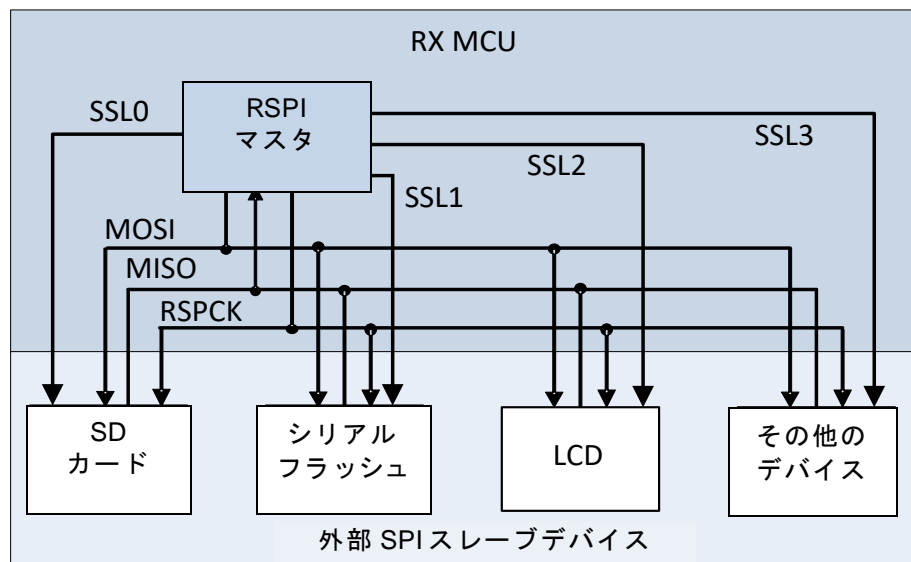 RX MCU
RSPI
マスタ
SSL0
SSL3
SSL2
SSL1
MOSI
MISO
RSPCK
SD
カード
シリアル
フラッシュ
LCD
その他の
デバイス
外部 SPI スレーブデバイス